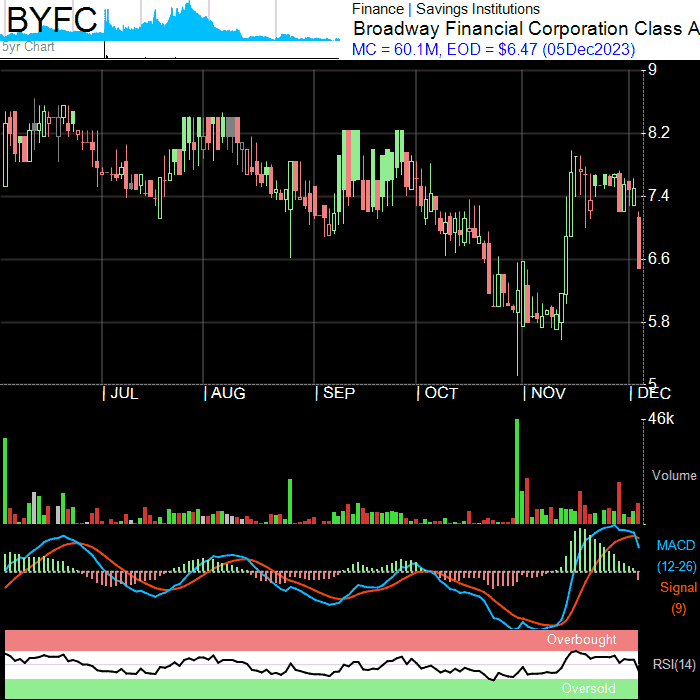 BYFC
5yr Chart
Finance | Savings Institutions
Broadway Financial Corporation Class A
MC = 60.1M, EOD = $6.47 (05Dec2023)
9
8.2
7.4
6.6
5.8
5
| JUL | AUG | SEP | OCT | NOV | DEC
46k
Volume
MACD
(12-26)
Signal
(9)
Overbought
RSI(14)
Oversold